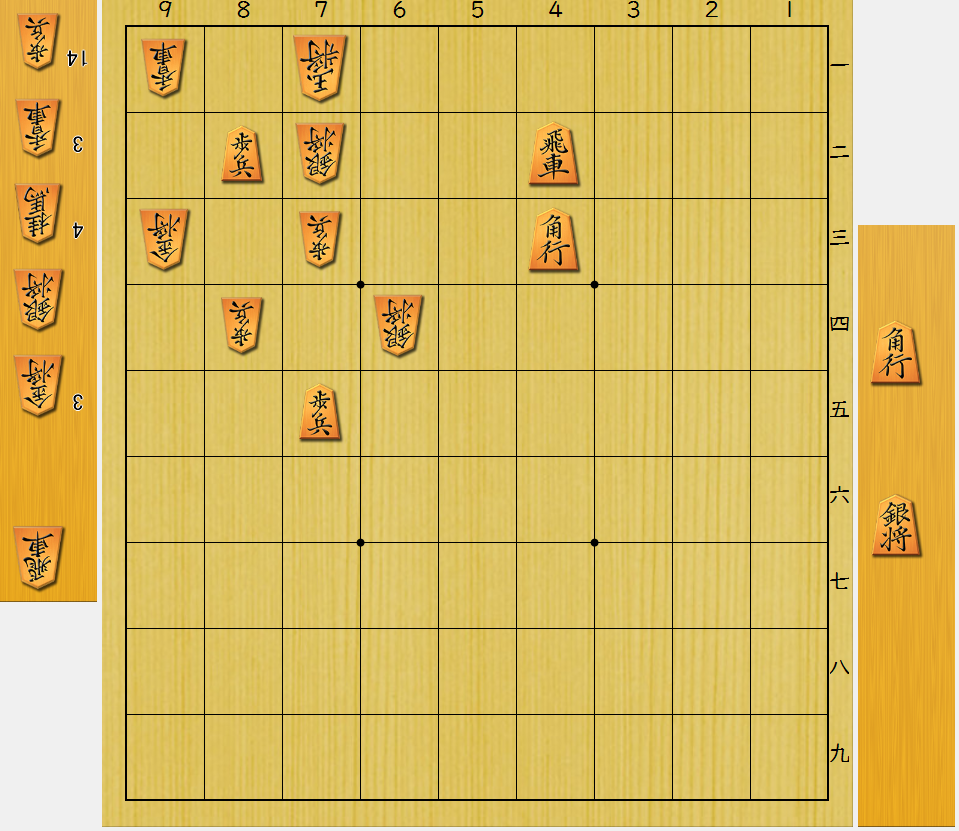 9 8 7 6 5 4 3 2 1
香車 玉将 一
歩兵 銀将 飛車 二
金将 歩兵 角行 三
歩兵 銀将 四
歩兵 五
六
七
八
九
歩兵 14
香車 3
桂馬 4
銀将
金将 3
飛車
角行
銀将